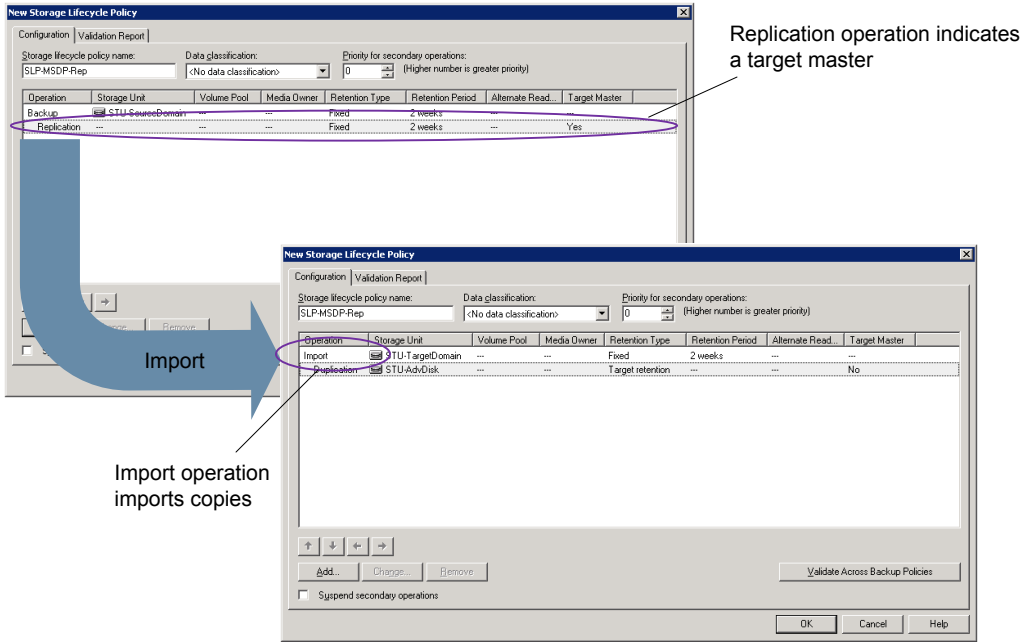 New Storage Lifecycle Policy
Configuration
Validation Report
Storage lifecycle policy name:
Data classification:
Priority for secondary operations:
SLP-MSDP-Rep
<No data classification>
0
(Higher number is greater priority)
Operation Storage Unit Volume Pool Media Owner Retention Type Retention Period Alternate Read... Target Master
Backup STU-SourceDomain --- --- Fixed 2 weeks --- ---
Replication --- --- --- Fixed 2 weeks --- Yes
Remove
Replication operation indicates
a target master
Import
New Storage Lifecycle Policy
Configuration
Validation Report
Storage lifecycle policy name:
Data classification:
Priority for secondary operations:
SLP-MSDP-Rep
<No data classification>
0
(Higher number is greater priority)
Operation Storage Unit Volume Pool Media Owner Retention Type Retention Period Alternate Read... Target Master
Import STU-TargetDomain --- --- Fixed 2 weeks --- ---
Duplication STU-AdvDisk --- --- Target retention --- --- No
Import operation
imports copies
Add...
Change...
Remove
Validate Across Backup Policies
Suspend secondary operations
OK
Cancel
Help